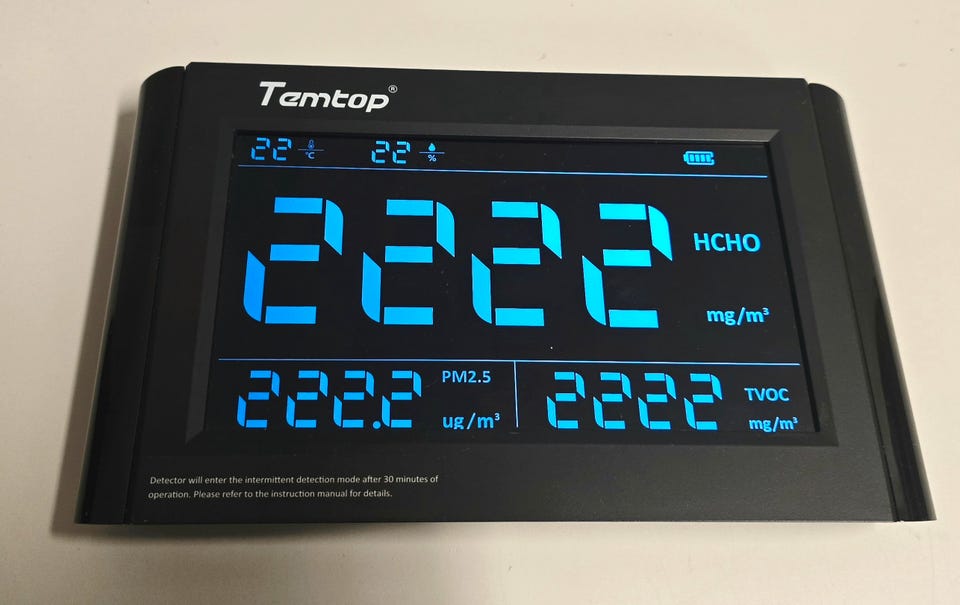 Temtop®
22 °C 22 %
2222 HCHO
mg/m³
222.2 PM2.5
ug/m³
2222 TVOC
mg/m³
Detector will enter the intermittent detection mode after 30 minutes of
operation. Please refer to the instruction manual for details.